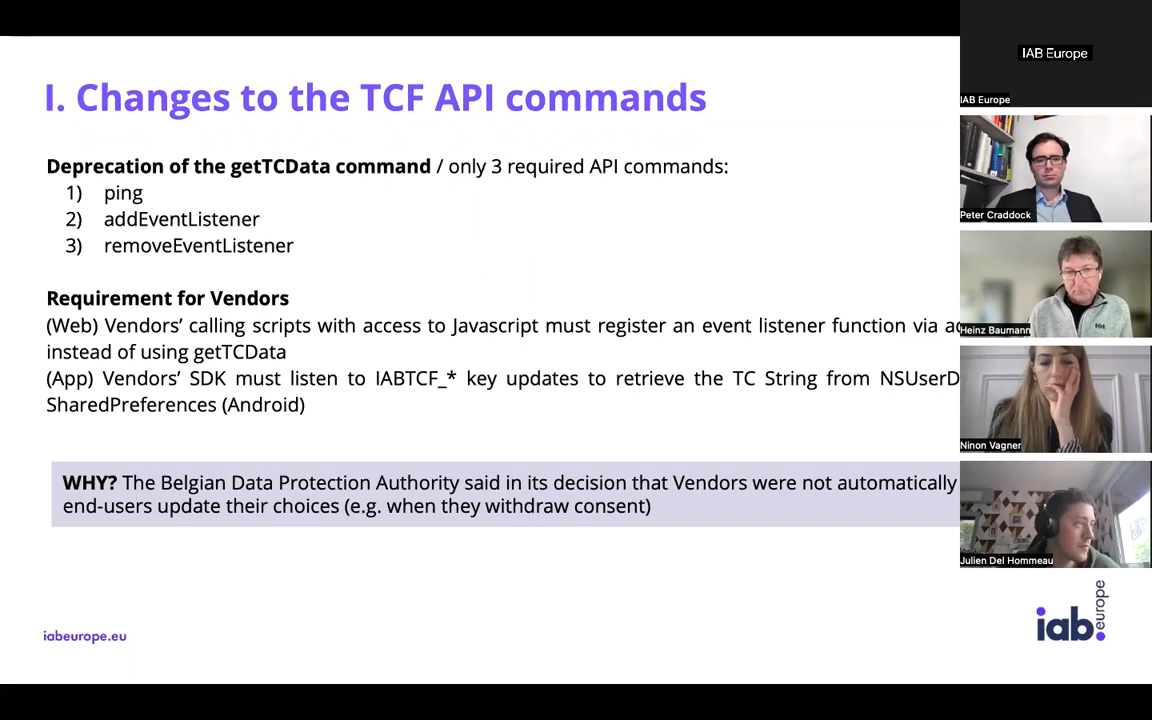 I. Changes to the TCF API commands
Deprecation of the getTCData command / only 3 required API commands:
1) ping
2) addEventListener
3) removeEventListener
Requirement for Vendors
(Web) Vendors' calling scripts with access to Javascript must register an event listener function via
instead of using getTCData
(App) Vendors' SDK must listen to IABTCF_* key updates to retrieve the TC String from
SharedPreferences (Android)
WHY? The Belgian Data Protection Authority said in its decision that Vendors were not automatically
end-users update their choices (e.g. when they withdraw consent)
iabeurope.eu
iab.
europe
IAB Europe
IAB Europe
Peter Craddock
Heinz Baumann
HH
Ninon Vagner
Julien Del Hommeau